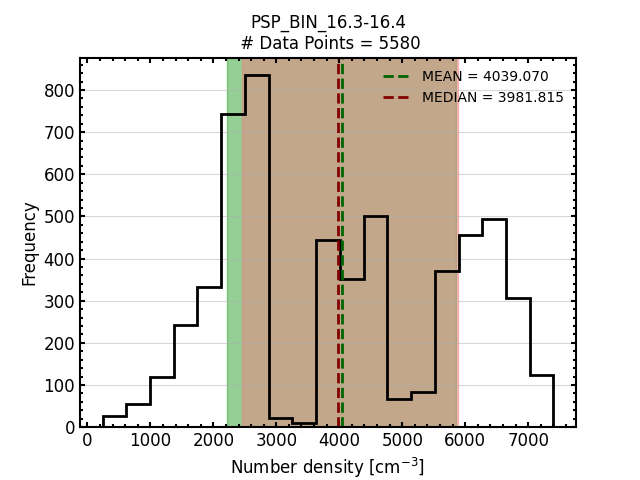 PSP_BIN_16.3-16.4
# Data Points = 5580
MEAN = 4039.070
MEDIAN = 3981.815
Frequency
800
700
600
500
400
300
200
100
0
0 1000 2000 3000 4000 5000 6000 7000
Number density [cm⁻³]